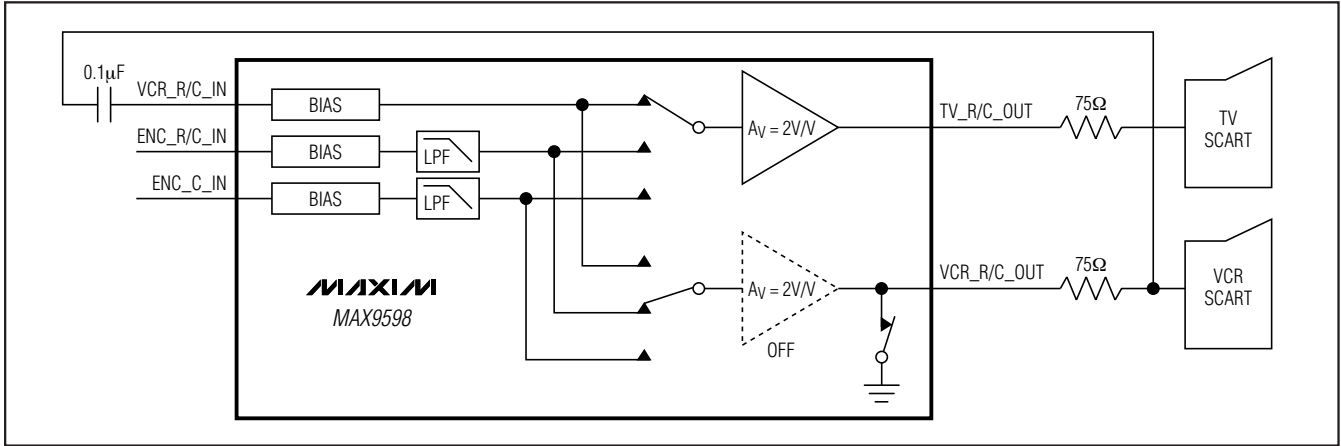 0.1µF
VCR_R/C_IN
BIAS
ENC_R/C_IN
BIAS
LPF
ENC_C_IN
BIAS
LPF
AV = 2V/V
TV_R/C_OUT
75Ω
TV
SCART
MAXIM
MAX9598
AV = 2V/V
OFF
VCR_R/C_OUT
75Ω
VCR
SCART